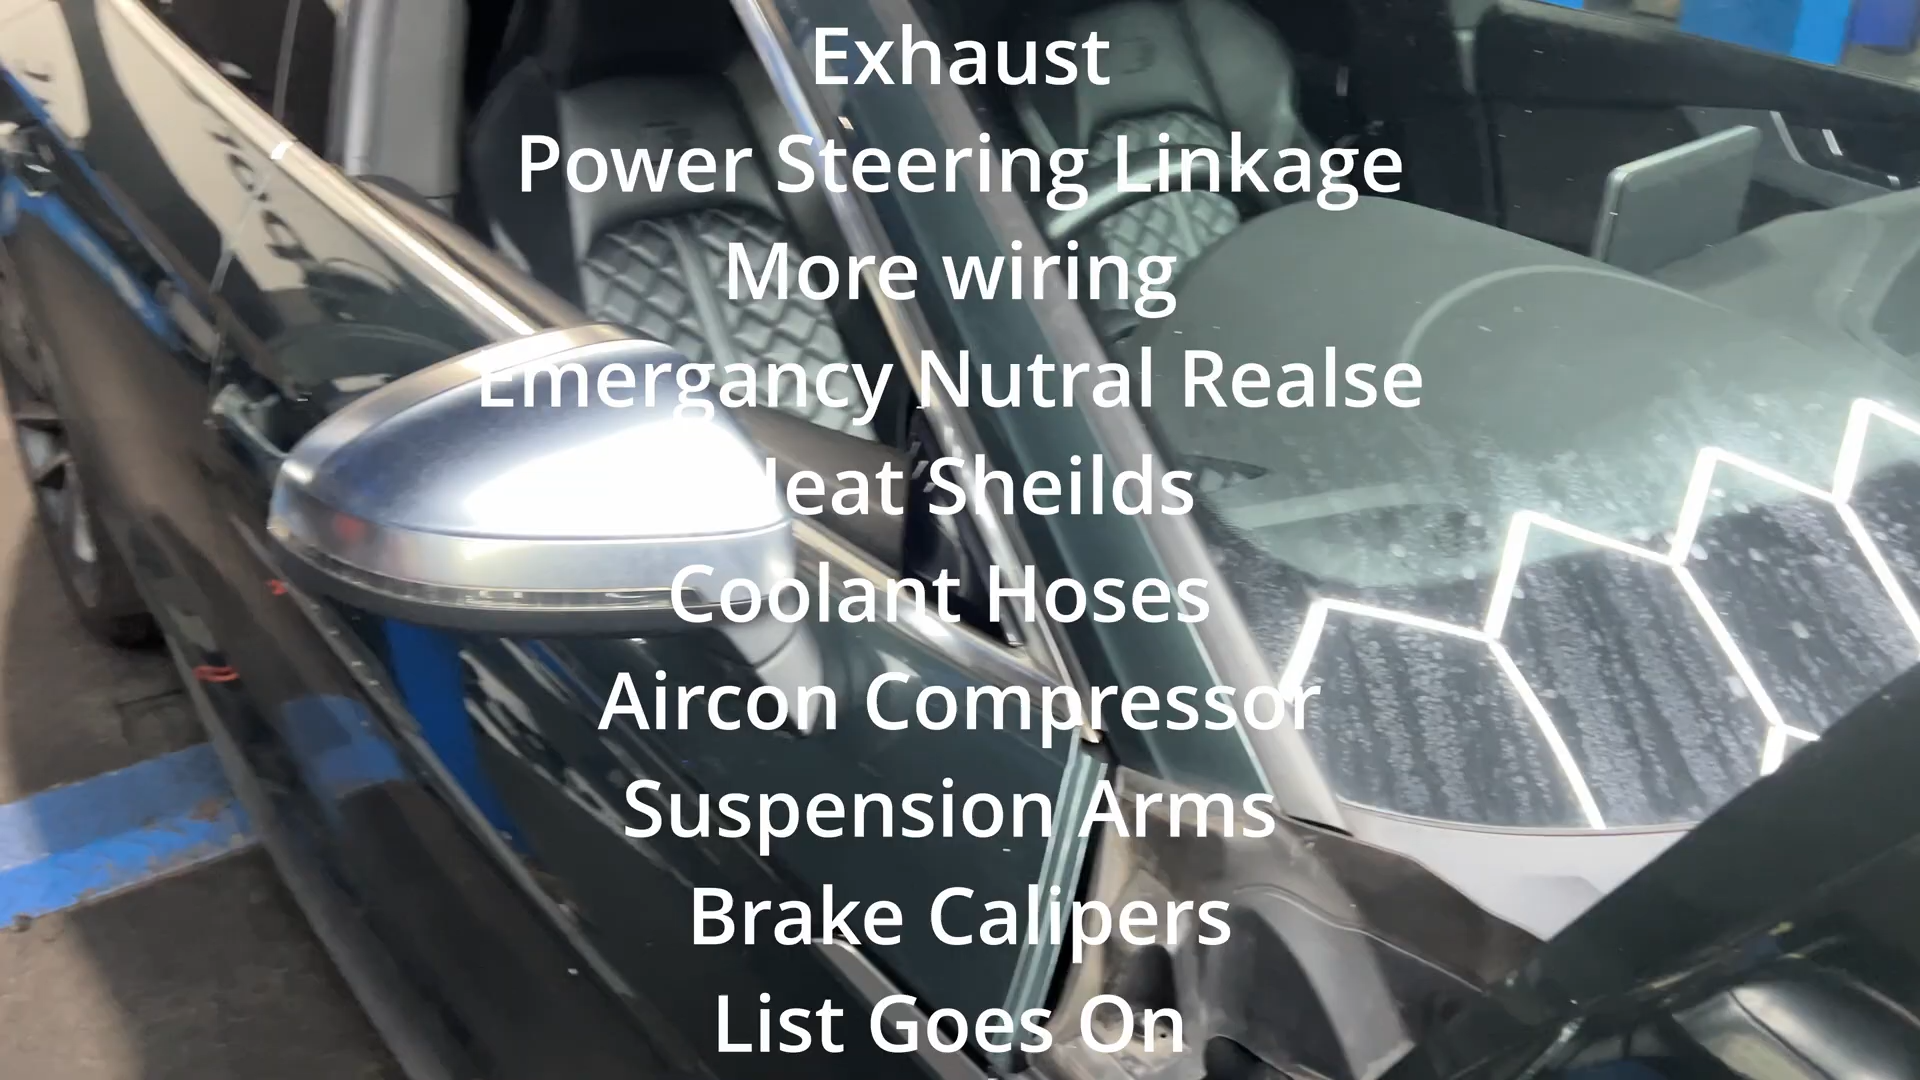 Exhaust
Power Steering Linkage
More wiring
Emergancy Nutral Realse
Heat Sheilds
Coolant Hoses
Aircon Compressor
Suspension Arms
Brake Calipers
List Goes On